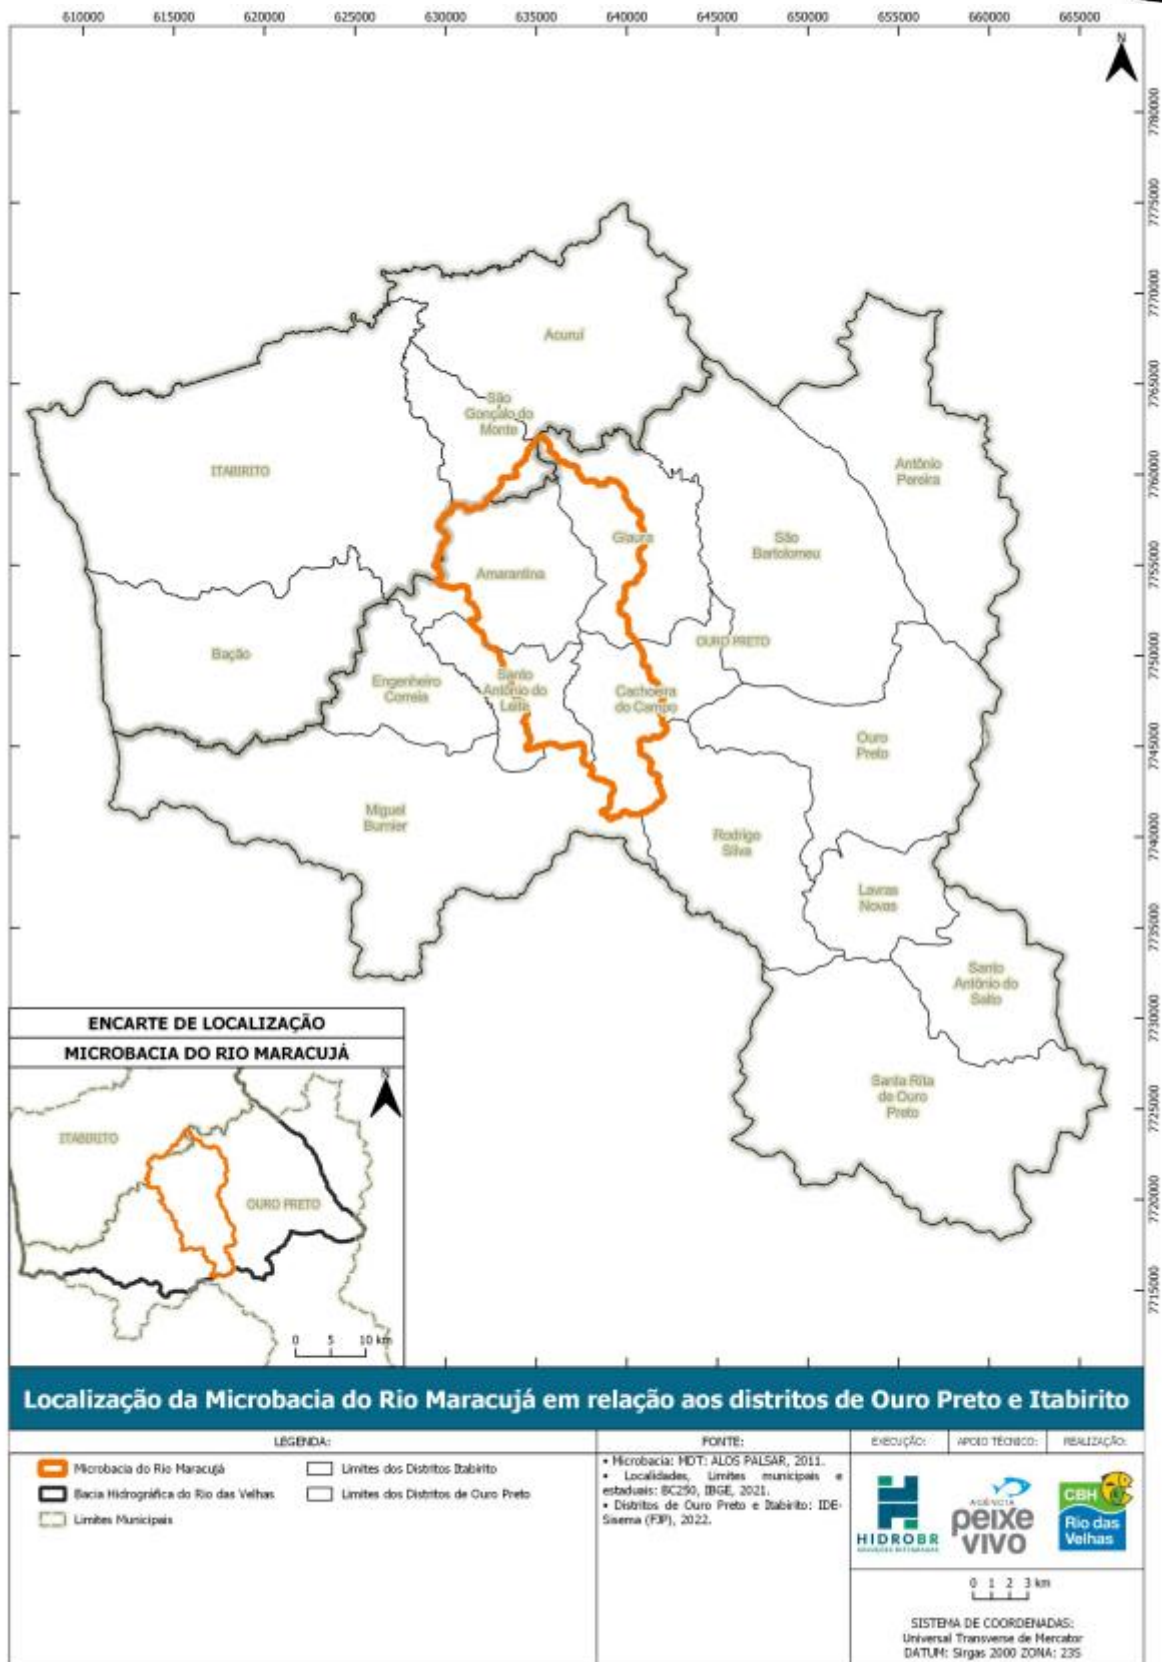 610000 615000 620000 625000 630000 635000 640000 645000 650000 655000 660000 665000
N
7780000
7775000
7770000
7765000
7760000
7755000
7750000
7745000
7740000
7735000
7730000
7725000
7720000
7715000
Acuruí
São
Gonçalo do
Monte
ITABIRITO
Antônio
Pereira
Glaura
São
Bartolomeu
Amarantina
OURO PRETO
Bação
Engenheiro
Correia
Santo
Antônio do
Leite
Cachoeira
do Campo
Ouro
Preto
Miguel
Burnier
Rodrigo
Silva
Lavras
Novas
Santo
Antônio do
Salto
Santa Rita
de Ouro
Preto
ENCARTE DE LOCALIZAÇÃO
MICROBACIA DO RIO MARACUJÁ
N
ITABIRITO
OURO PRETO
0 5 10 km
Localização da Microbacia do Rio Maracujá em relação aos distritos de Ouro Preto e Itabirito
LEGENDA:
Microbacia do Rio Maracujá
Bacia Hidrográfica do Rio das Velhas
Limites Municipais
Limites dos Distritos Itabirito
Limites dos Distritos de Ouro Preto
FONTE:
• Microbacia: MDT: ALOS PALSAR, 2011.
• Localidades, Limites municipais e
estaduais: BC250, IBGE, 2021.
• Distritos de Ouro Preto e Itabirito: IDE-
Sisema (FJP), 2022.
EXECUÇÃO:
HIDROBR
APOIO TÉCNICO:
AGÊNCIA
peixe
vivo
REALIZAÇÃO:
CBH
Rio das
Velhas
0 1 2 3 km
SISTEMA DE COORDENADAS:
Universal Transverse de Mercator
DATUM: Sirgas 2000 ZONA: 23S